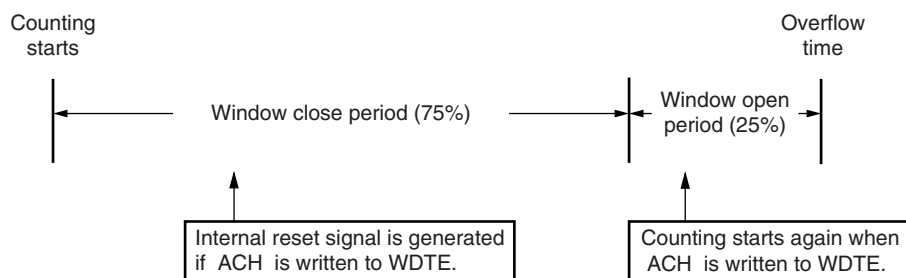 Counting
starts
Overflow
time
Window close period (75%)
Window open
period (25%)
Internal reset signal is generated
if ACH is written to WDTE.
Counting starts again when
ACH is written to WDTE.